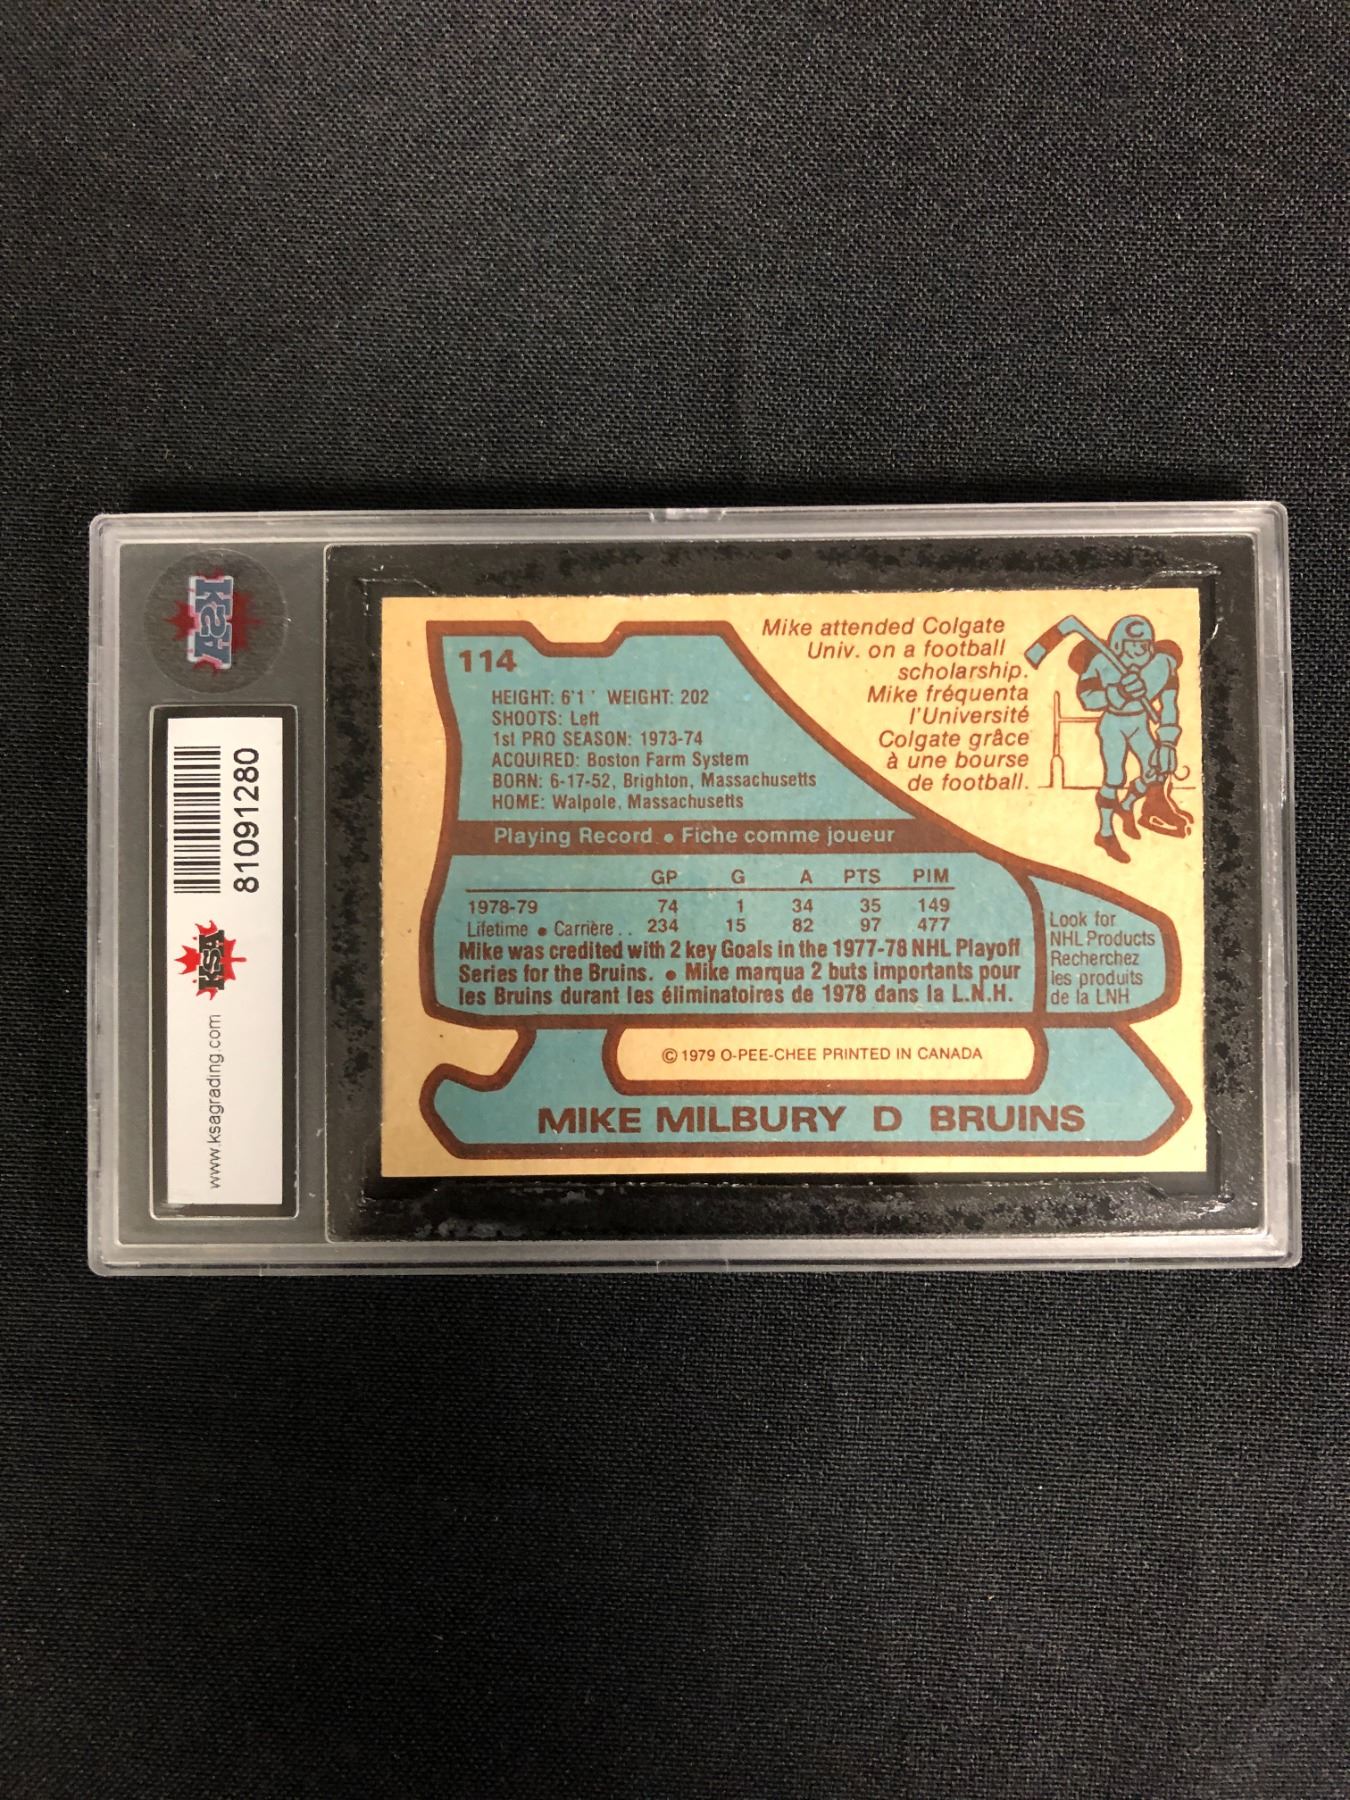 KSA
810091280
KSA
www.ksagrading.com
114
HEIGHT: 6'1" WEIGHT: 202
SHOOTS: Left
1st PRO SEASON: 1973-74
ACQUIRED: Boston Farm System
BORN: 6-17-52, Brighton, Massachusetts
HOME: Walpole, Massachusetts
Mike attended Colgate
Univ. on a football
scholarship.
Mike fréquenta
l'Université
Colgate grâce
à une bourse
de football.
C
Playing Record • Fiche comme joueur
GP G A PTS PIM
1978-79 74 1 34 35 149
Lifetime • Carrière . . 234 15 82 97 477
Mike was credited with 2 key Goals in the 1977-78 NHL Playoff
Series for the Bruins. • Mike marqua 2 buts importants pour
les Bruins durant les éliminatoires de 1978 dans la L.N.H.
Look for
NHL Products
Recherchez
les produits
de la LNH
© 1979 O-PEE-CHEE PRINTED IN CANADA
MIKE MILBURY D BRUINS